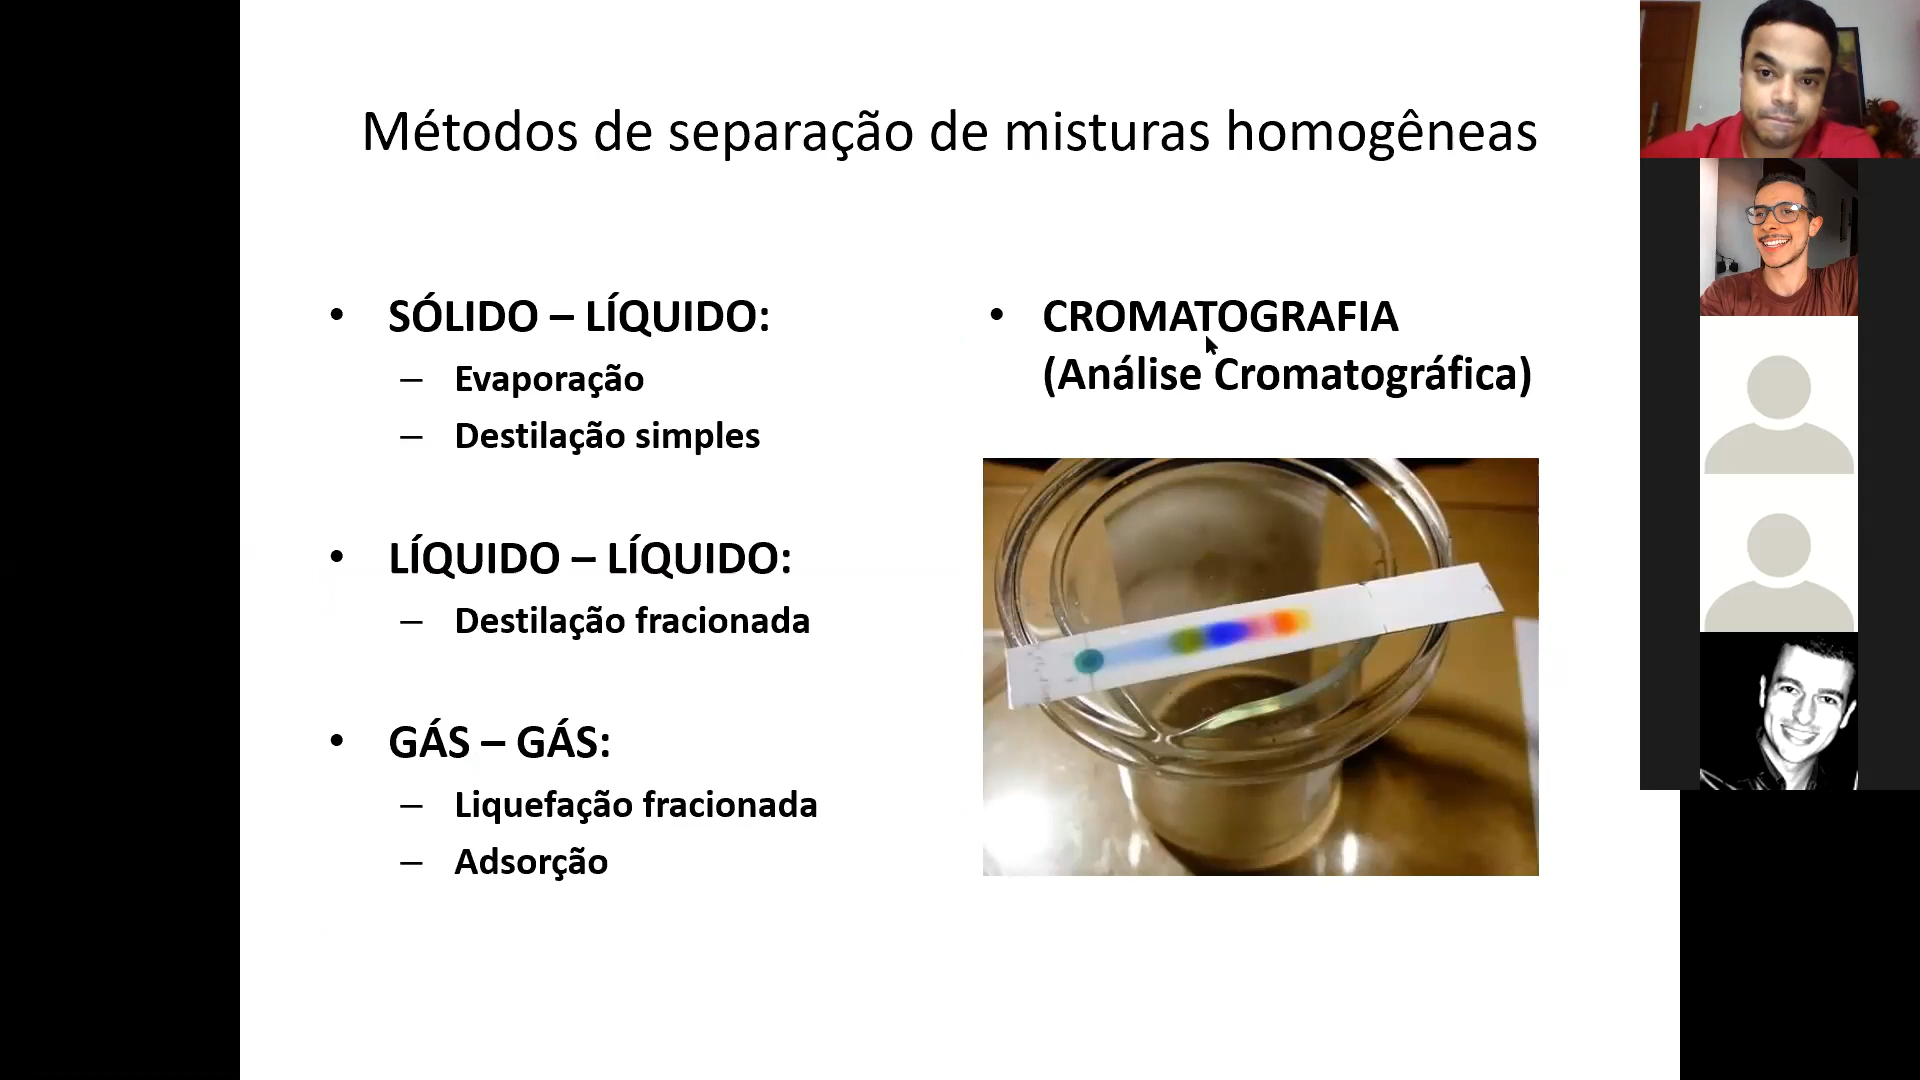 Métodos de separação de misturas homogêneas
• SÓLIDO – LÍQUIDO:
– Evaporação
– Destilação simples
• LÍQUIDO – LÍQUIDO:
– Destilação fracionada
• GÁS – GÁS:
– Liquefação fracionada
– Adsorção
• CROMATOGRAFIA
(Análise Cromatográfica)